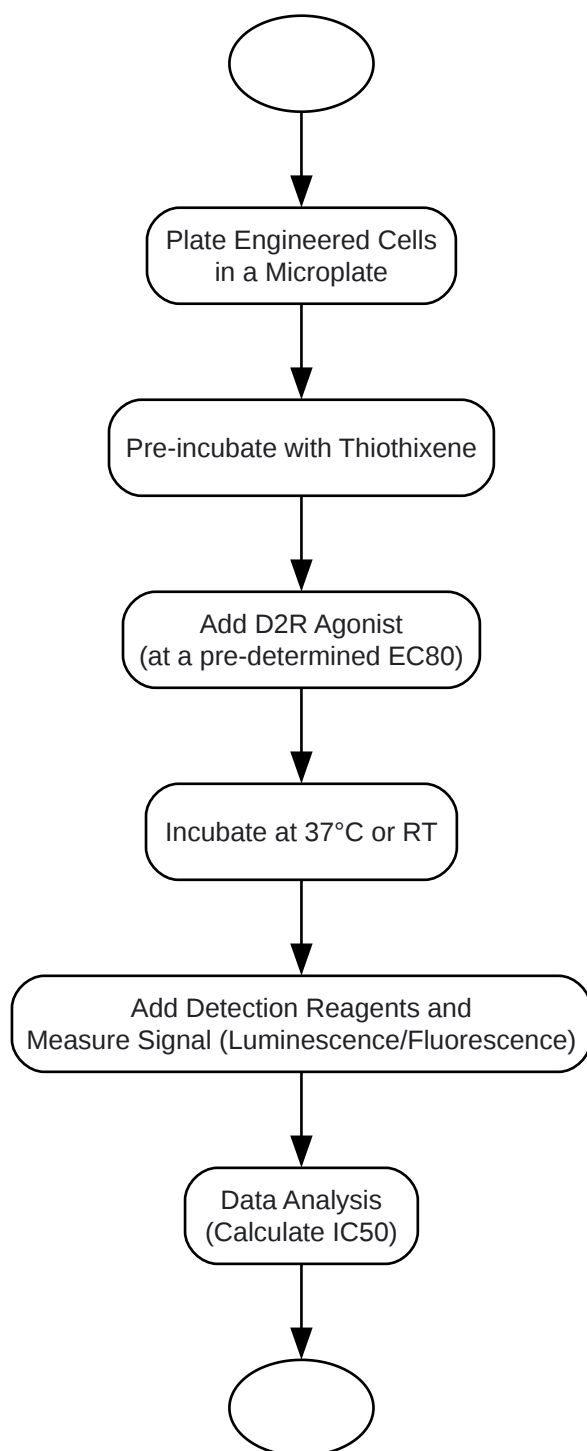 Plate Engineered Cells
in a Microplate
Pre-incubate with Thiothixene
Add D2R Agonist
(at a pre-determined EC80)
Incubate at 37°C or RT
Add Detection Reagents and
Measure Signal (Luminescence/Fluorescence)
Data Analysis
(Calculate IC50)